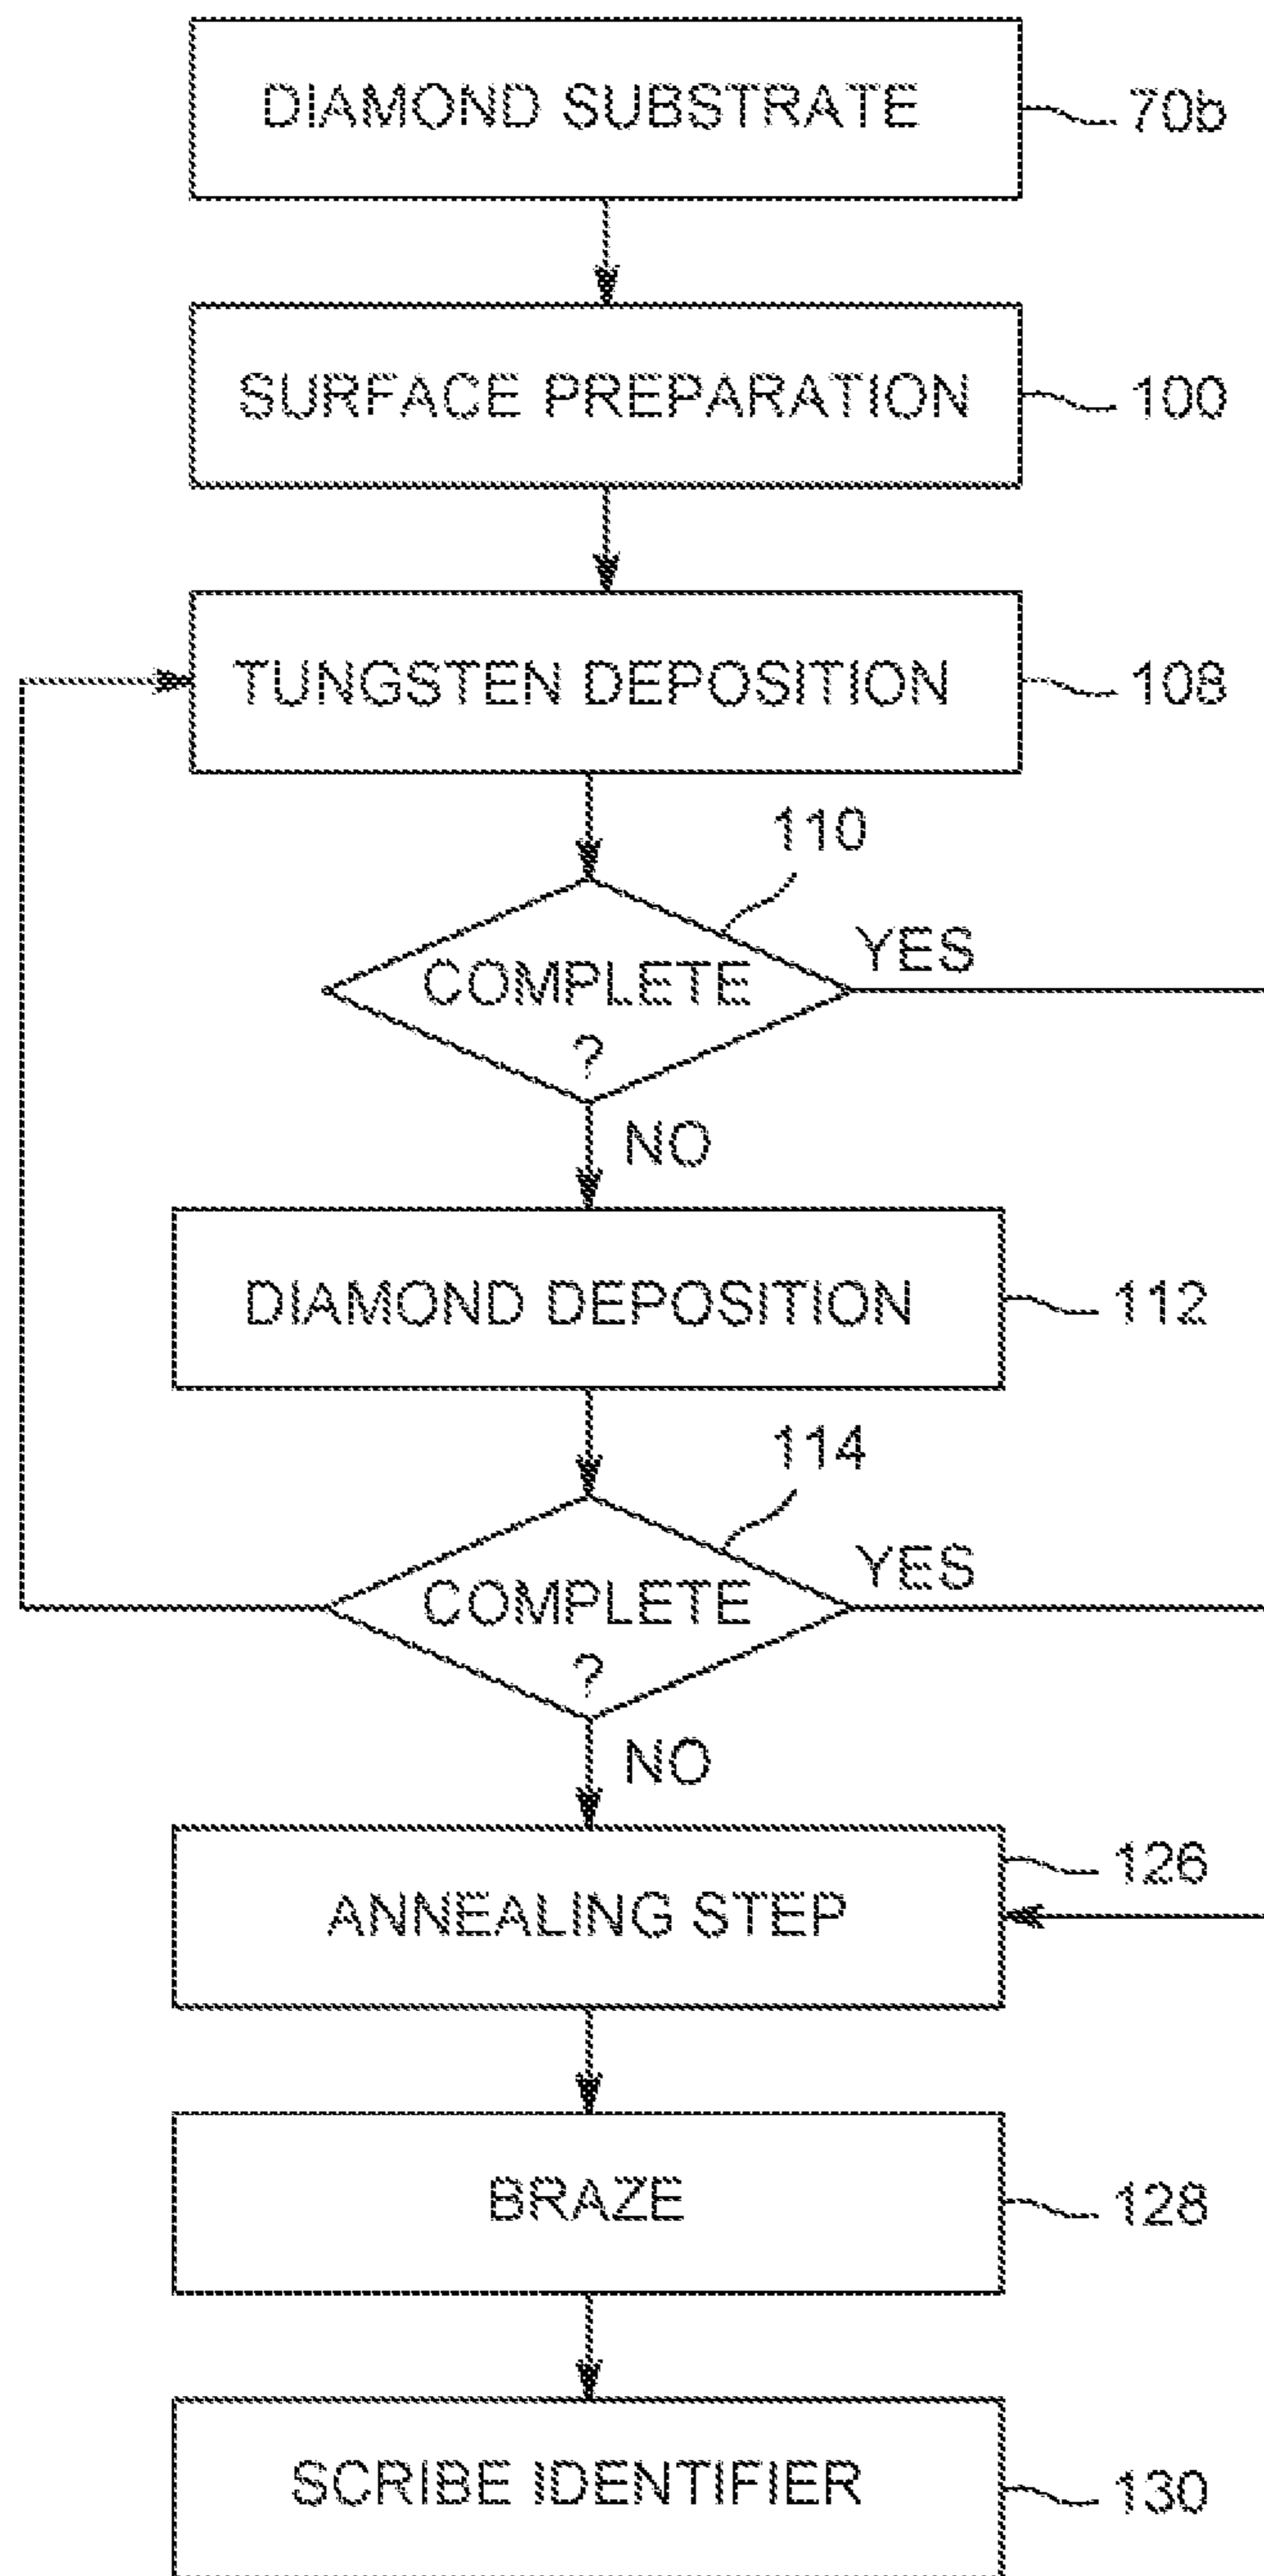 DIAMOND SUBSTRATE
70b
SURFACE PREPARATION
100
TUNGSTEN DEPOSITION
108
110
COMPLETE
?
YES
NO
DIAMOND DEPOSITION
112
114
COMPLETE
?
YES
NO
ANNEALING STEP
126
BRAZE
128
SCRIBE IDENTIFIER
130